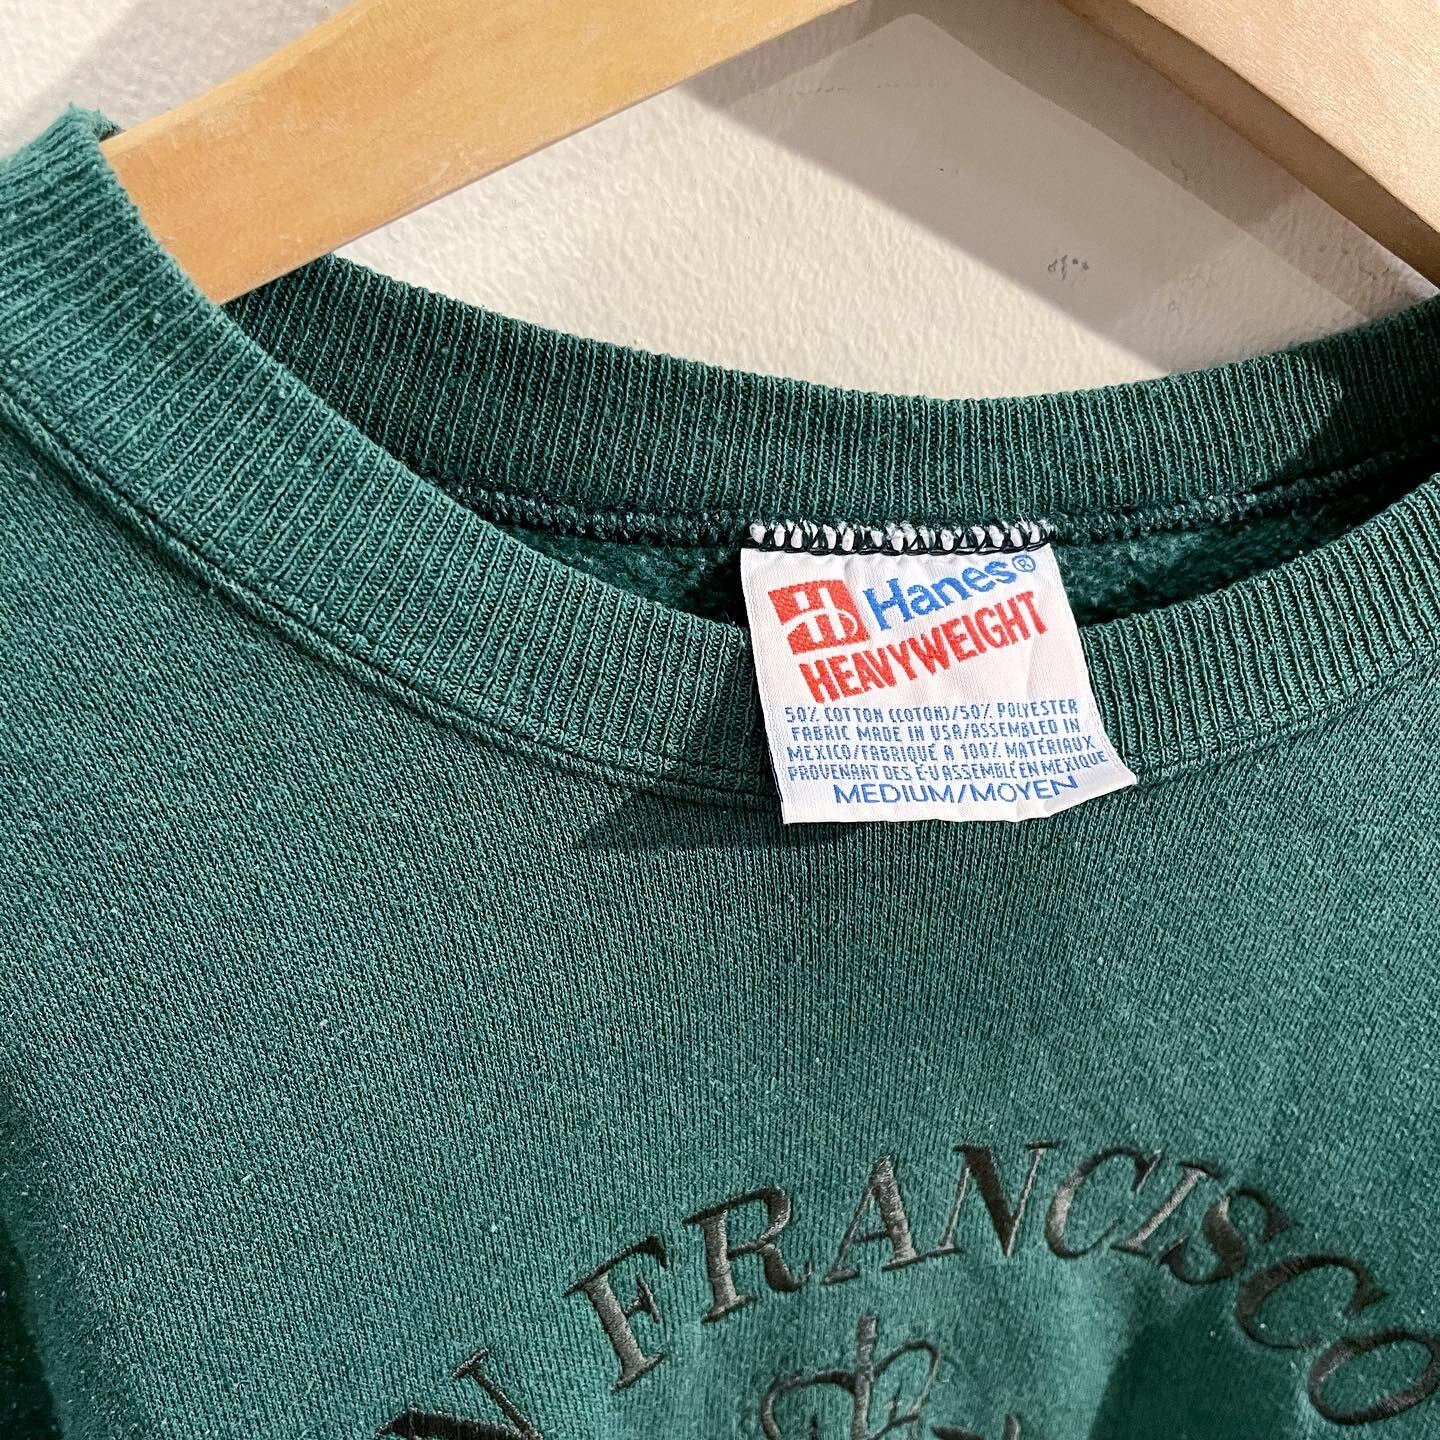 Hanes®
HEAVYWEIGHT
50% COTTON (COTON)/50% POLYESTER
FABRIC MADE IN USA/ASSEMBLED IN
MEXICO/FABRIQUÉ A 100% MATÉRIAUX
PROVENANT DES É-U ASSEMBLÉ EN MEXIQUE
MEDIUM/MOYEN
N FRANCISCO